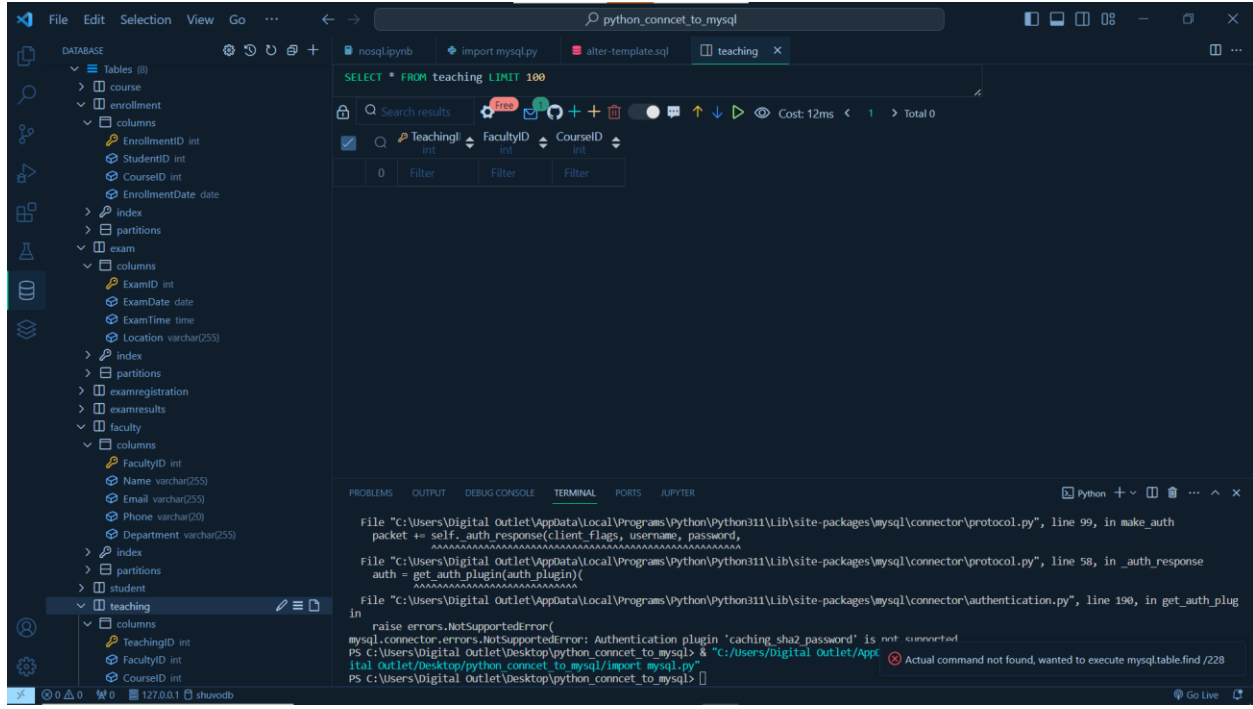 File Edit Selection View Go ··· python_conncet_to_mysql
DATABASE
Tables (8)
course
enrollment
columns
EnrollmentID int
StudentID int
CourseID int
EnrollmentDate date
index
partitions
exam
columns
ExamID int
ExamDate date
ExamTime time
Location varchar(255)
index
partitions
examregistration
examresults
faculty
columns
FacultyID int
Name varchar(255)
Email varchar(255)
Phone varchar(20)
Department varchar(255)
index
partitions
student
teaching
columns
TeachingID int
FacultyID int
CourseID int
nosql.ipynb import mysql.py alter-template.sql teaching
SELECT * FROM teaching LIMIT 100
Search results Free 1 Cost: 12ms < 1 > Total 0
TeachingI FacultyID CourseID
int int int
0 Filter Filter Filter
PROBLEMS OUTPUT DEBUG CONSOLE TERMINAL PORTS JUPYTER Python
File "C:\Users\Digital Outlet\AppData\Local\Programs\Python\Python311\Lib\site-packages\mysql\connector\protocol.py", line 99, in make_auth
packet += self._auth_response(client_flags, username, password,
^^^^^^^^^^^^^^^^^^^^^^^^^^^^^^^^^^^^^^^^^^^^^^^^^^^^^
File "C:\Users\Digital Outlet\AppData\Local\Programs\Python\Python311\Lib\site-packages\mysql\connector\protocol.py", line 58, in _auth_response
auth = get_auth_plugin(auth_plugin)(
^^^^^^^^^^^^^^^^^^^^^^^^^^^^
File "C:\Users\Digital Outlet\AppData\Local\Programs\Python\Python311\Lib\site-packages\mysql\connector\authentication.py", line 190, in get_auth_plug
in
raise errors.NotSupportedError(
mysql.connector.errors.NotSupportedError: Authentication plugin 'caching_sha2_password' is not supported
PS C:\Users\Digital Outlet\Desktop\python_conncet_to_mysql> & "C:/Users/Digital Outlet/AppD
ital Outlet/Desktop/python_conncet_to_mysql/import mysql.py"
PS C:\Users\Digital Outlet\Desktop\python_conncet_to_mysql>
Actual command not found, wanted to execute mysql.table.find /228
0 0 0 127.0.0.1 shuvodb Go Live